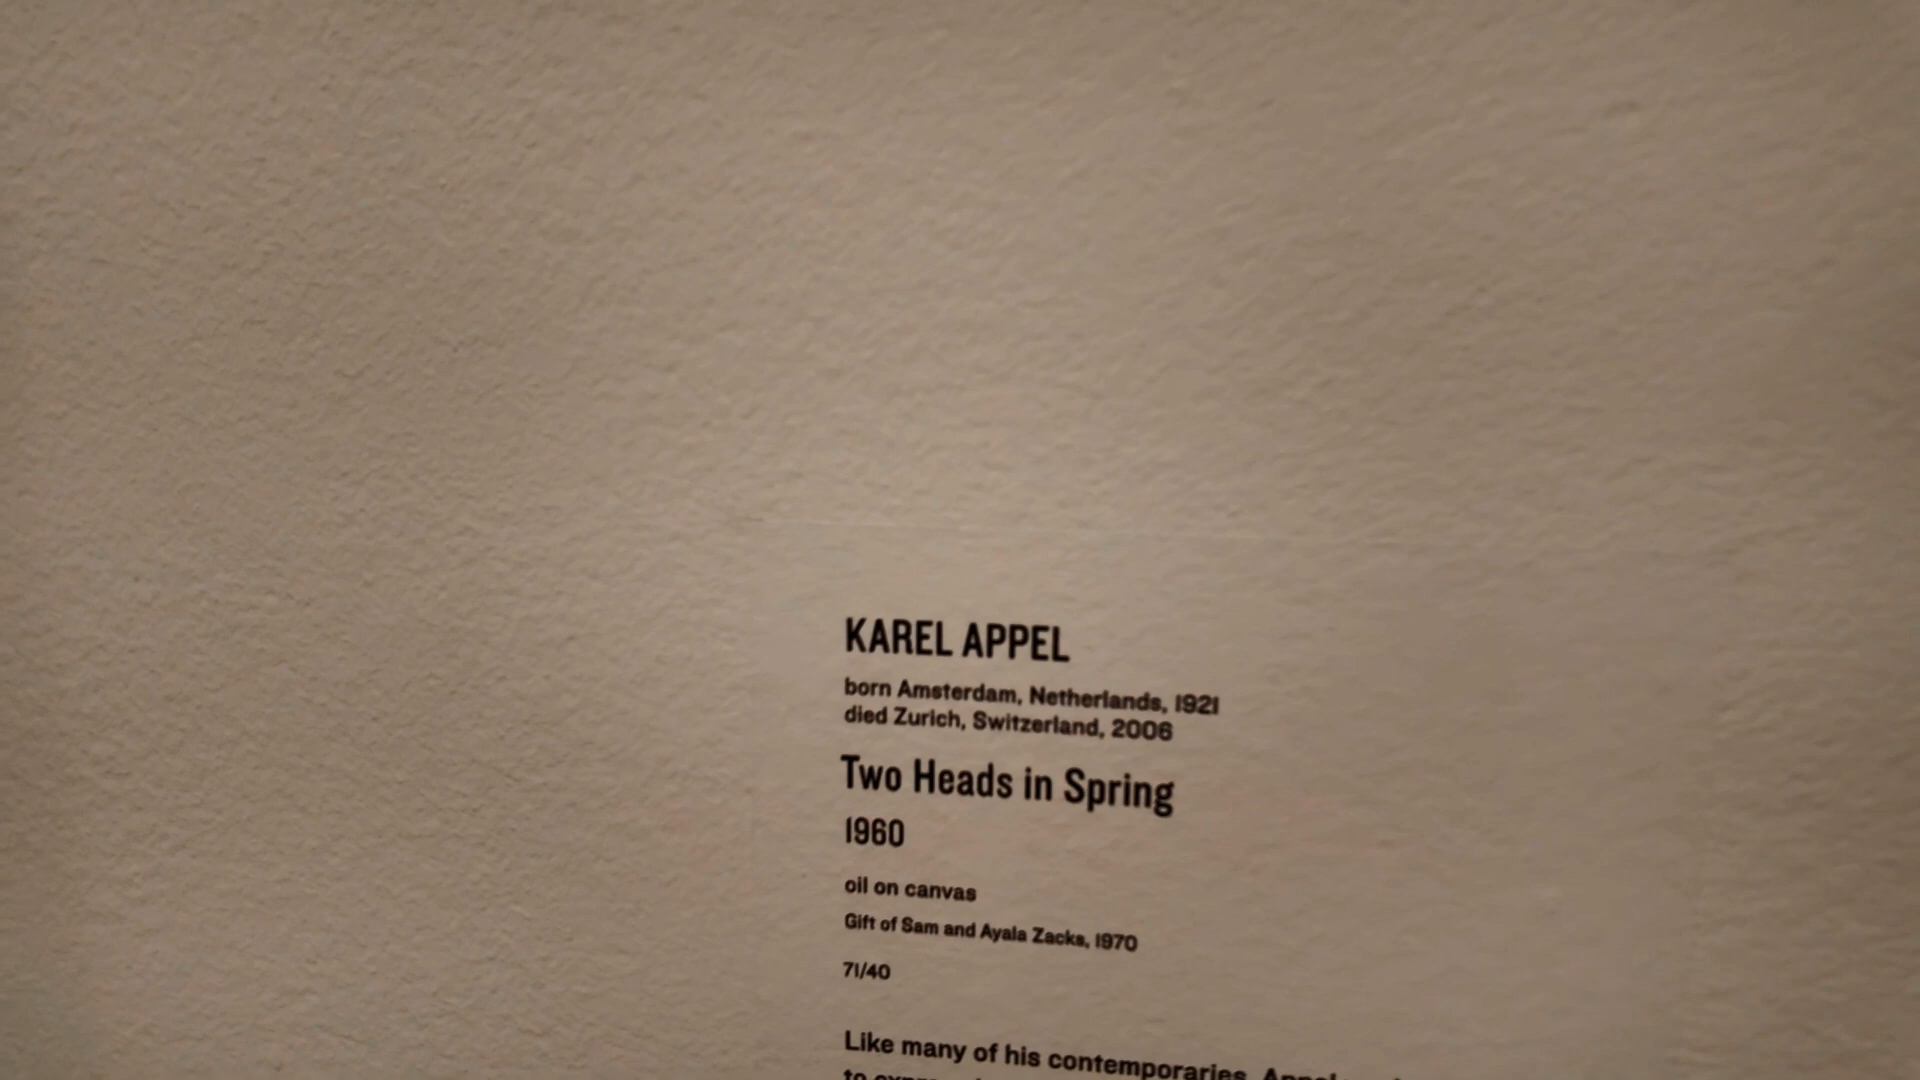 KAREL APPEL
born Amsterdam, Netherlands, 1921
died Zurich, Switzerland, 2006
Two Heads in Spring
1960
oil on canvas
Gift of Sam and Ayala Zacks, 1970
71/40
Like many of his contemporaries,
to